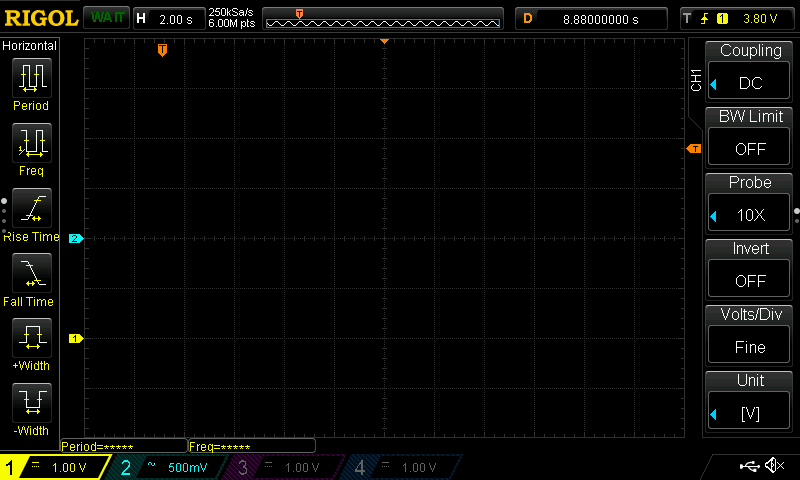 RIGOL WAIT H 2.00 s 250kSa/s 6.00M pts T D 8.88000000 s T 1 3.80 V
Horizontal
Period
Freq
Rise Time
Fall Time
+Width
-Width
T
T
2
1
CH1
Coupling
DC
BW Limit
OFF
Probe
10X
Invert
OFF
Volts/Div
Fine
Unit
[V]
Period=***** Freq=*****
1 1.00 V 2 ~ 500mV 3 1.00 V 4 1.00 V